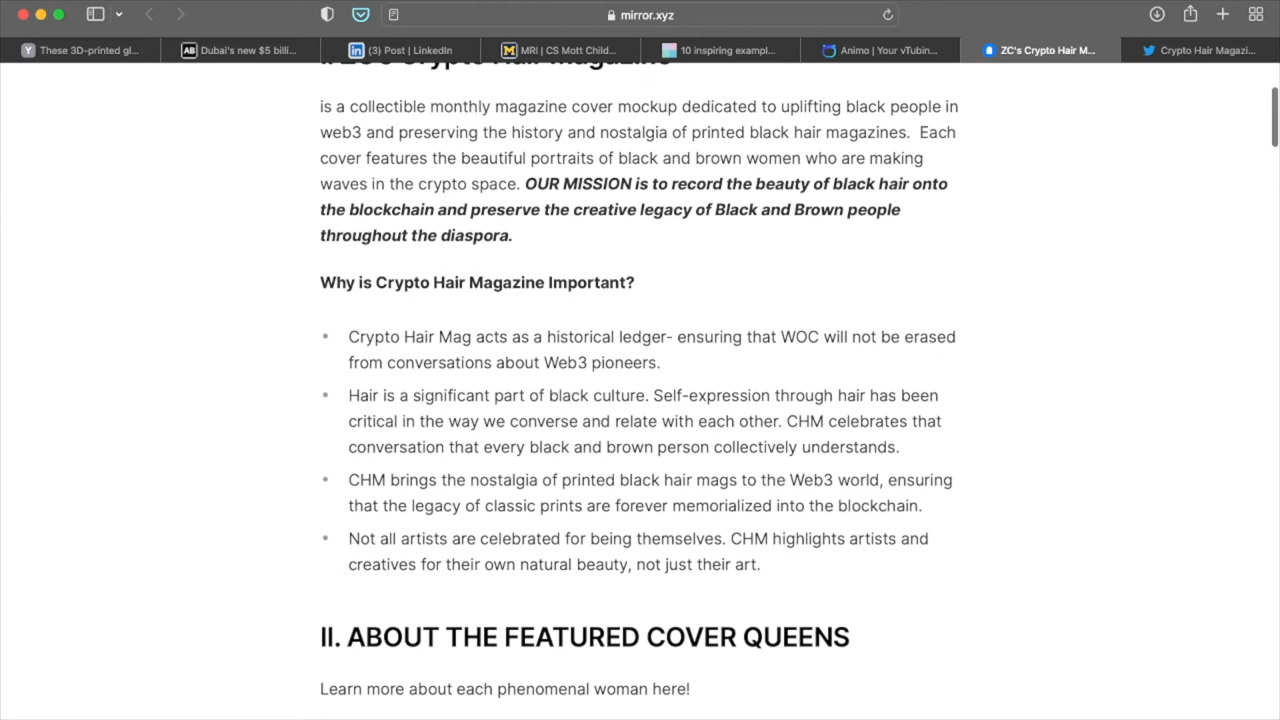 mirror.xyz
These 3D-printed gl...
Dubai's new $5 billi...
(3) Post | LinkedIn
MRI | CS Mott Child...
10 inspiring exampl...
Animo | Your vTubin...
ZC's Crypto Hair M...
Crypto Hair Magazi...
is a collectible monthly magazine cover mockup dedicated to uplifting black people in
web3 and preserving the history and nostalgia of printed black hair magazines.  Each
cover features the beautiful portraits of black and brown women who are making
waves in the crypto space. OUR MISSION is to record the beauty of black hair onto
the blockchain and preserve the creative legacy of Black and Brown people
throughout the diaspora.
Why is Crypto Hair Magazine Important?
Crypto Hair Mag acts as a historical ledger- ensuring that WOC will not be erased
from conversations about Web3 pioneers.
Hair is a significant part of black culture. Self-expression through hair has been
critical in the way we converse and relate with each other. CHM celebrates that
conversation that every black and brown person collectively understands.
CHM brings the nostalgia of printed black hair mags to the Web3 world, ensuring
that the legacy of classic prints are forever memorialized into the blockchain.
Not all artists are celebrated for being themselves. CHM highlights artists and
creatives for their own natural beauty, not just their art.
II. ABOUT THE FEATURED COVER QUEENS
Learn more about each phenomenal woman here!